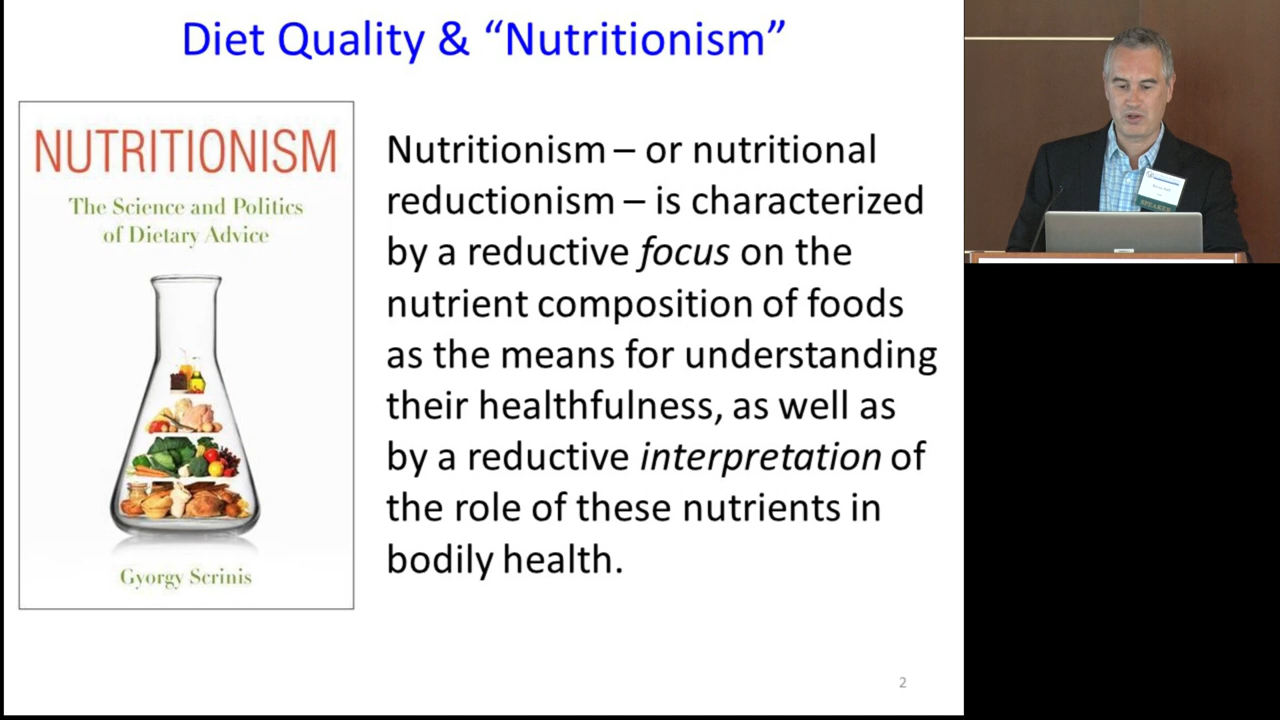 Diet Quality & “Nutritionism”
NUTRITIONISM
The Science and Politics
of Dietary Advice
Gyorgy Scrinis
Nutritionism – or nutritional
reductionism – is characterized
by a reductive focus on the
nutrient composition of foods
as the means for understanding
their healthfulness, as well as
by a reductive interpretation of
the role of these nutrients in
bodily health.
2
SPEAKER